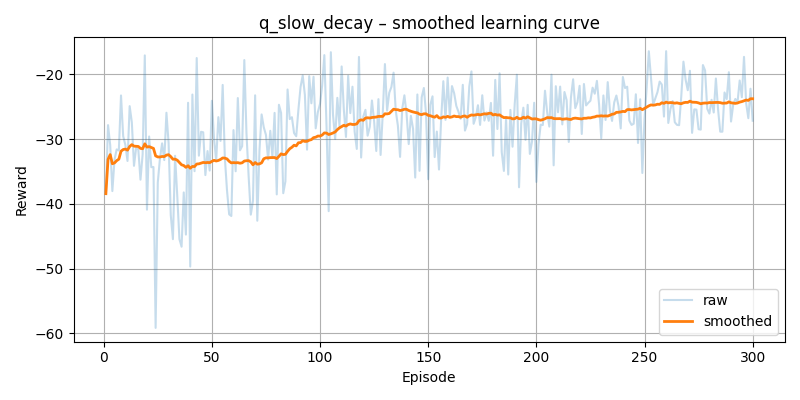 q_slow_decay – smoothed learning curve
Reward
−20
−30
−40
−50
−60
0
50
100
150
200
250
300
Episode
raw
smoothed